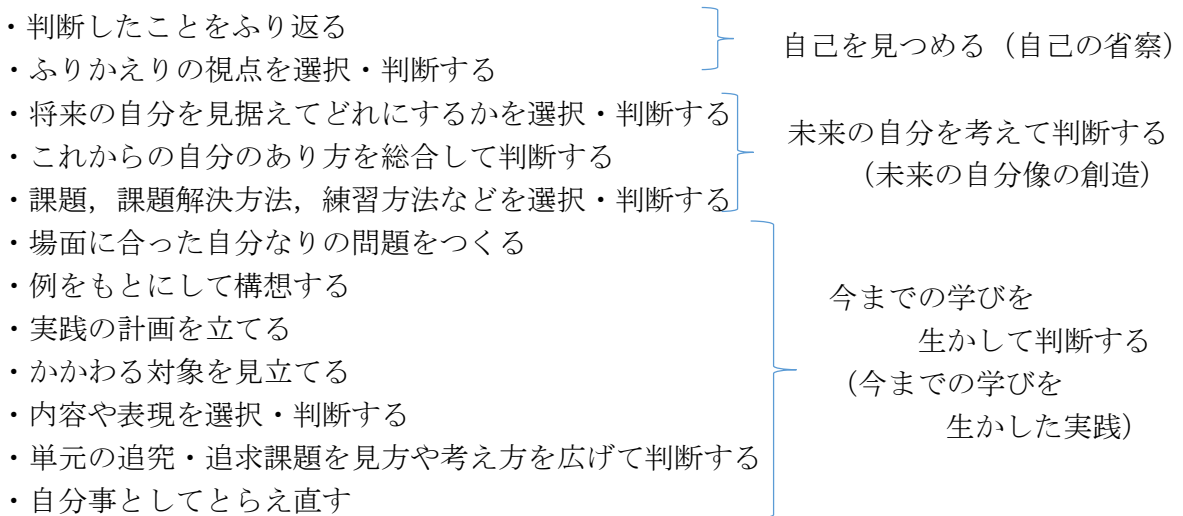 ・判断したことをふり返る
・ふりかえりの視点を選択・判断する
自己を見つめる（自己の省察）
・将来の自分を見据えてどれにするかを選択・判断する
・これからの自分のあり方を総合して判断する
・課題，課題解決方法，練習方法などを選択・判断する
未来の自分を考えて判断する
（未来の自分像の創造）
・場面に合った自分なりの問題をつくる
・例をもとにして構想する
・実践の計画を立てる
・かかわる対象を見立てる
・内容や表現を選択・判断する
・単元の追究・追求課題を見方や考え方を広げて判断する
・自分事としてとらえ直す
今までの学びを
生かして判断する
（今までの学びを
生かした実践）